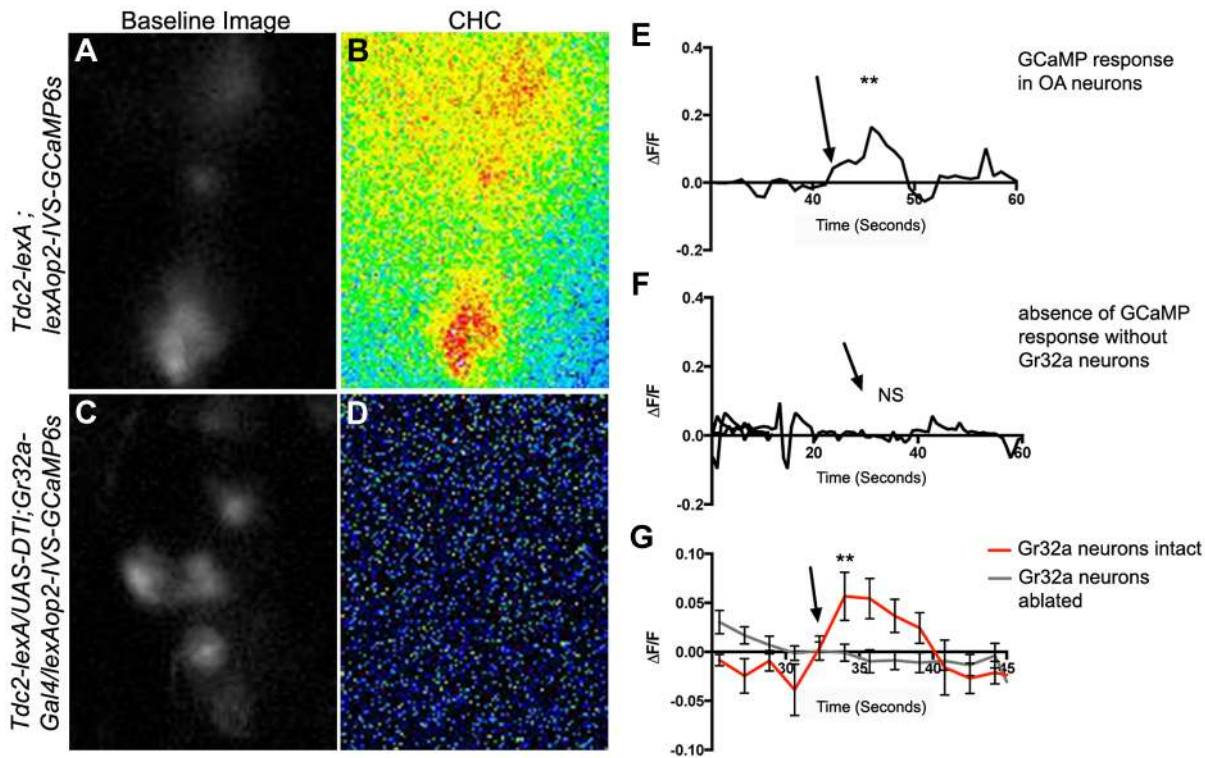 Baseline Image
CHC
A
B
Tdc2-lexA ;
lexAop2-IVS-GCaMP6s
C
D
Tdc2-lexA/UAS-DTI;Gr32a-
Gal4/lexAop2-IVS-GCaMP6s
E
0.4
0.2
0.0
-0.2
ΔF/F
**
40
50
60
Time (Seconds)
GCaMP response
in OA neurons
F
0.4
0.2
0.0
-0.2
ΔF/F
NS
20
40
60
Time (Seconds)
absence of GCaMP
response without
Gr32a neurons
G
0.10
0.05
0.00
-0.05
-0.10
ΔF/F
**
30
35
40
45
Time (Seconds)
Gr32a neurons intact
Gr32a neurons
ablated